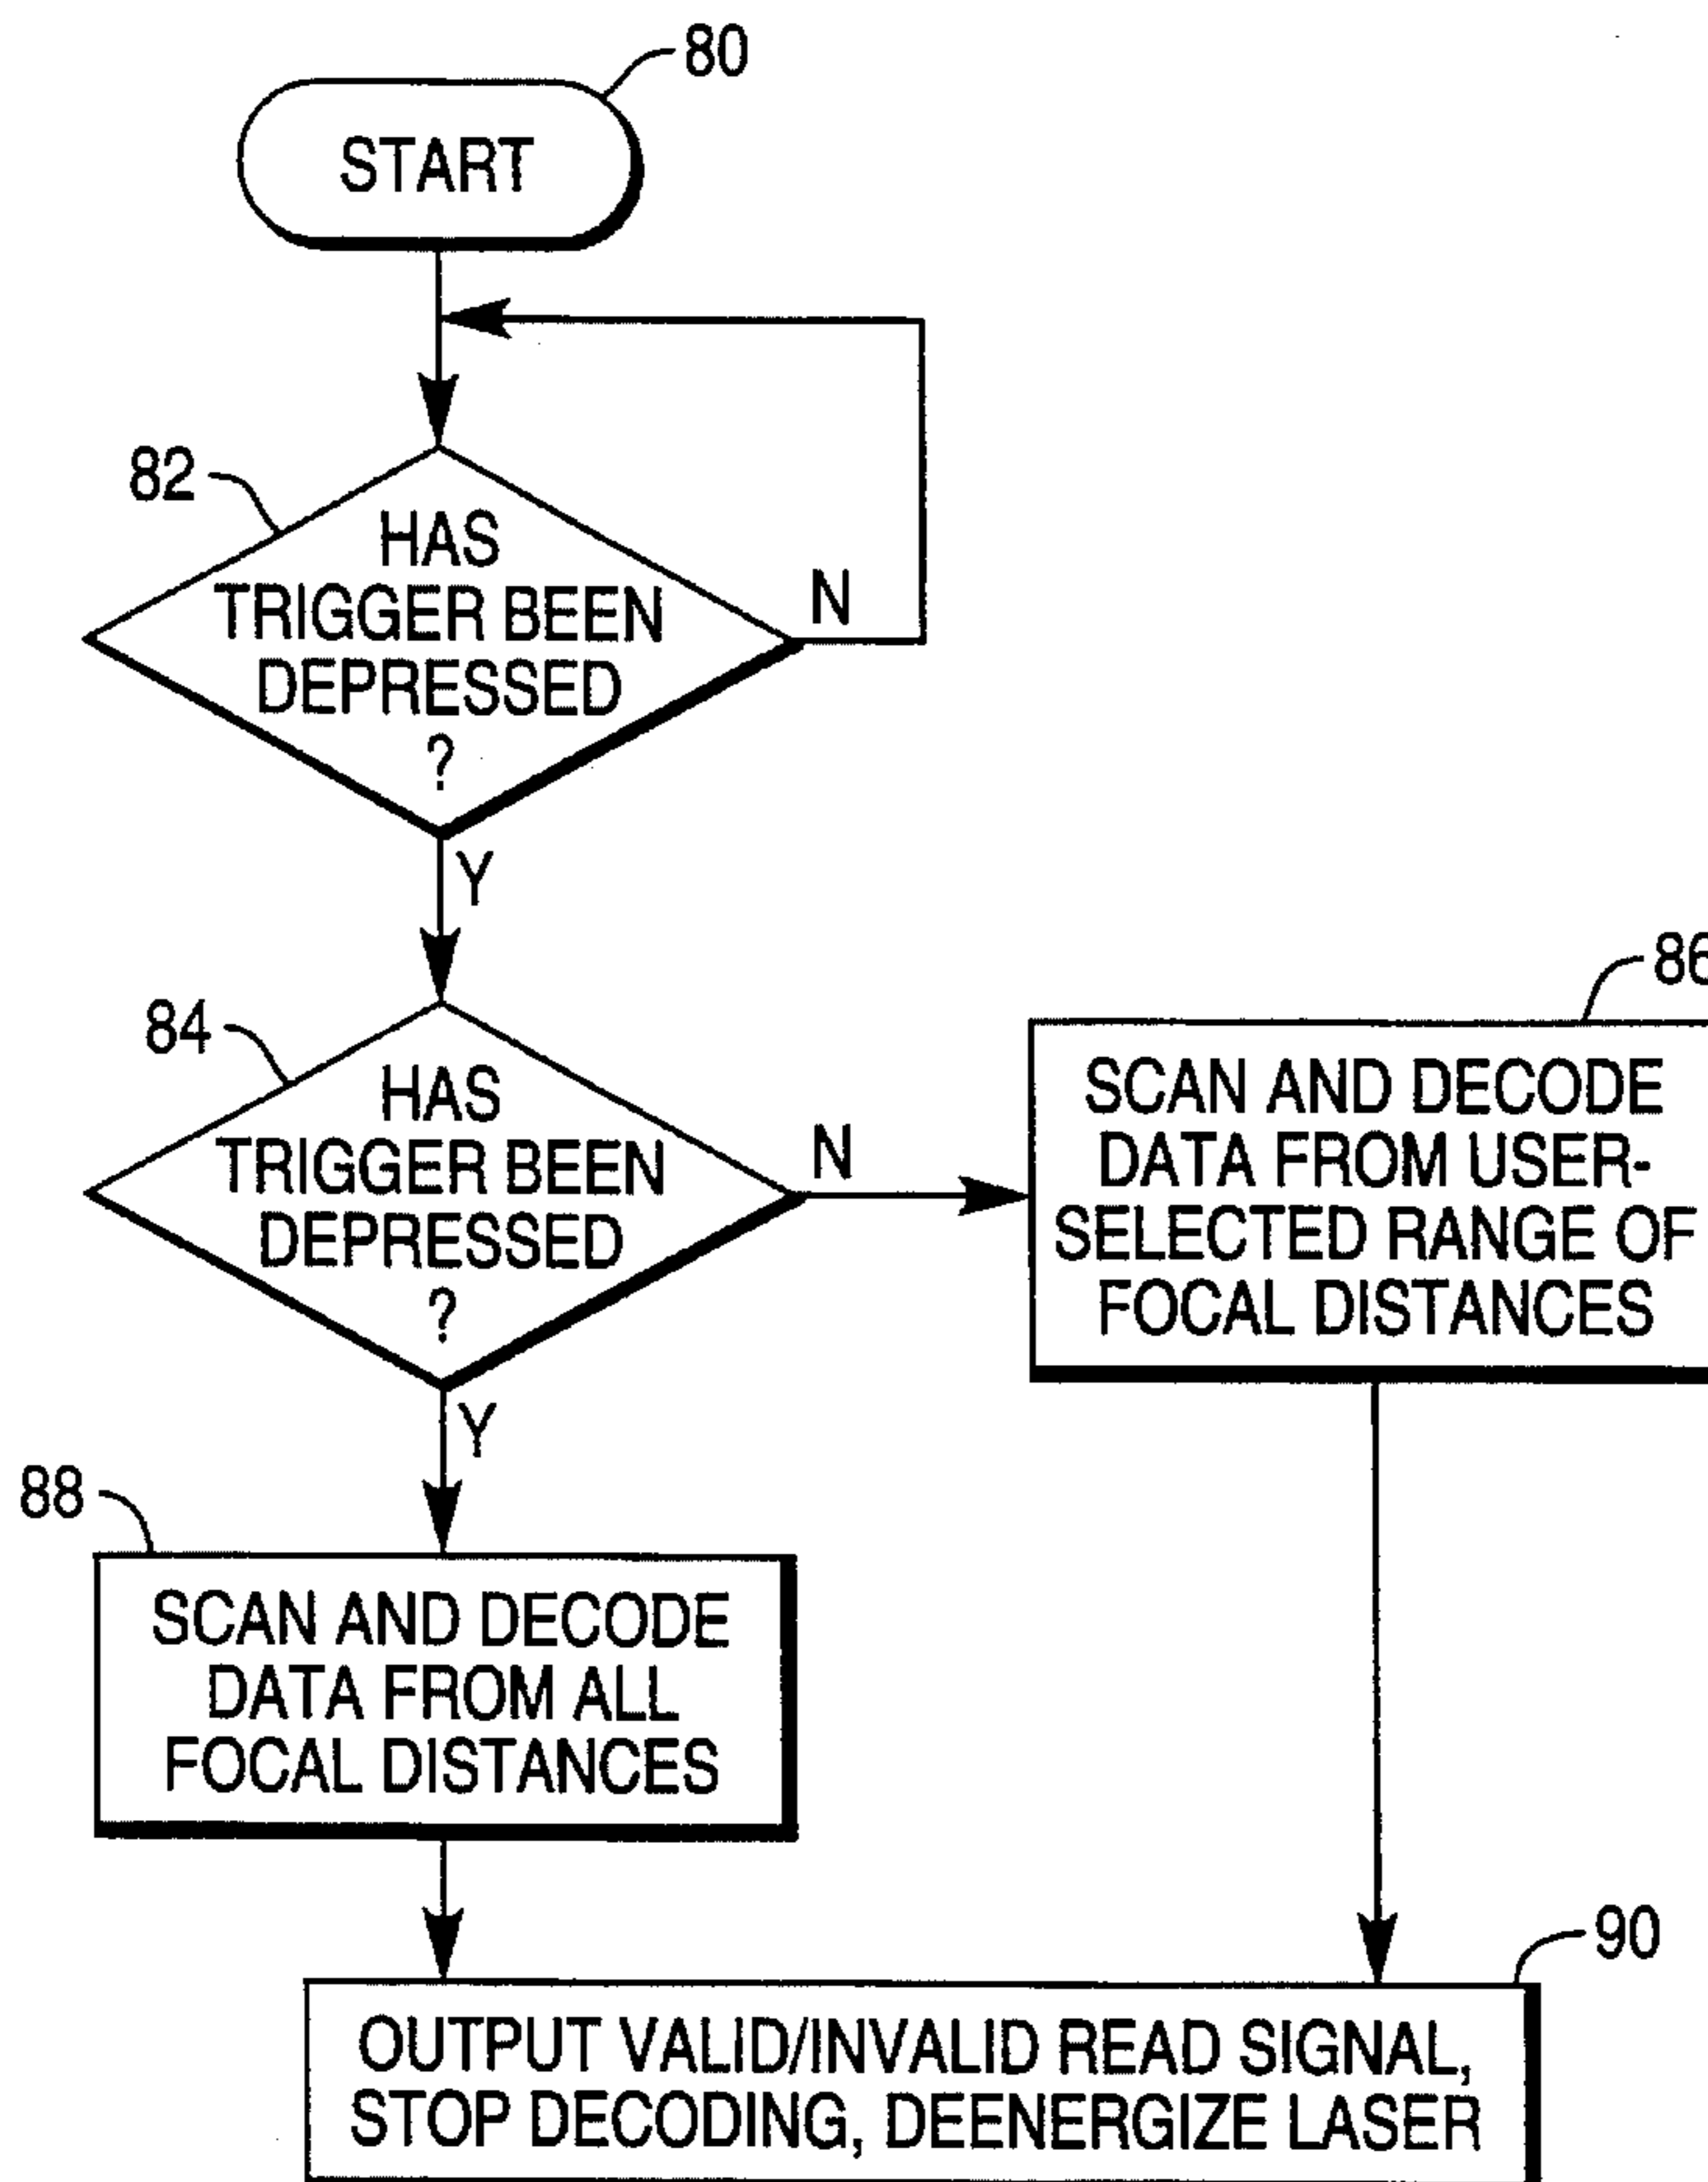 80
START
82
HAS
TRIGGER BEEN
DEPRESSED
?
N
Y
84
HAS
TRIGGER BEEN
DEPRESSED
?
N
Y
86
SCAN AND DECODE
DATA FROM USER-
SELECTED RANGE OF
FOCAL DISTANCES
88
SCAN AND DECODE
DATA FROM ALL
FOCAL DISTANCES
90
OUTPUT VALID/INVALID READ SIGNAL,
STOP DECODING, DEENERGIZE LASER